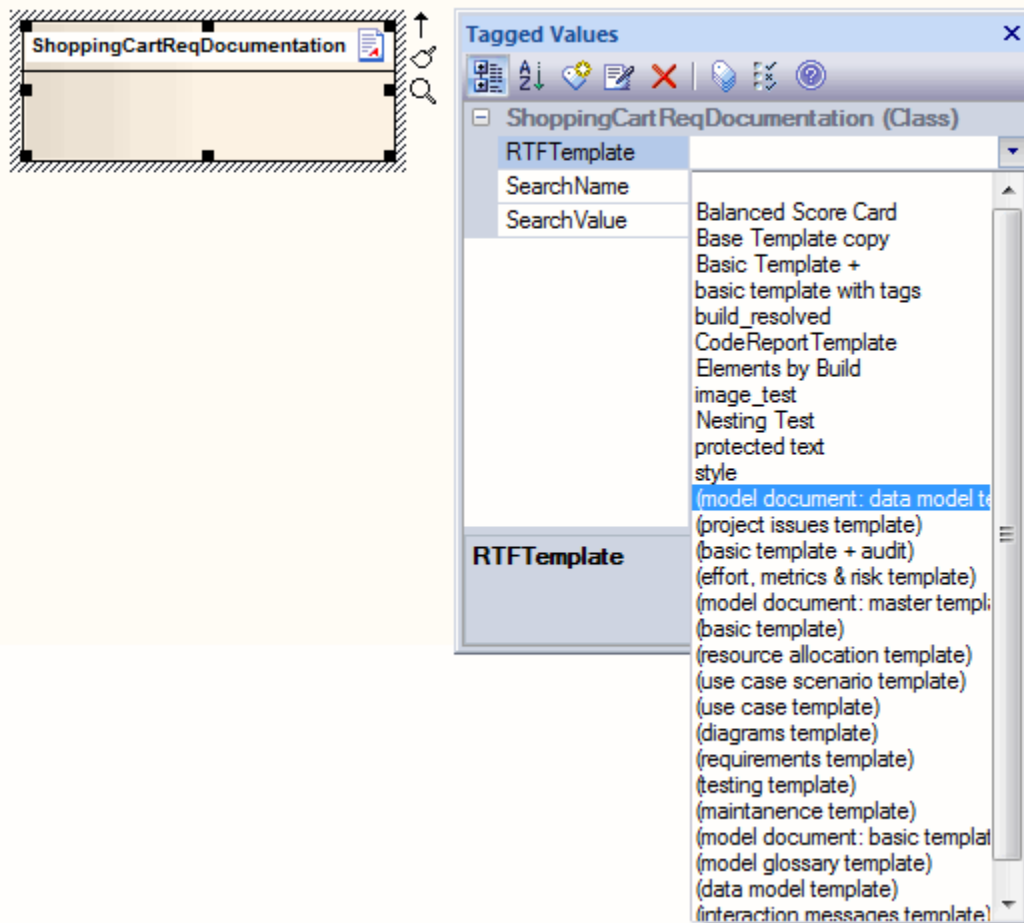 ShoppingCartReqDocumentation
Tagged Values
ShoppingCartReqDocumentation (Class)
RTFTemplate
SearchName
SearchValue
Balanced Score Card
Base Template copy
Basic Template +
basic template with tags
build_resolved
CodeReportTemplate
Elements by Build
image_test
Nesting Test
protected text
style
(model document: data model te
(project issues template)
(basic template + audit)
(effort, metrics & risk template)
(model document: master templa
(basic template)
(resource allocation template)
(use case scenario template)
(use case template)
(diagrams template)
(requirements template)
(testing template)
(maintanence template)
(model document: basic templat
(model glossary template)
(data model template)
(interaction messages template)
RTFTemplate